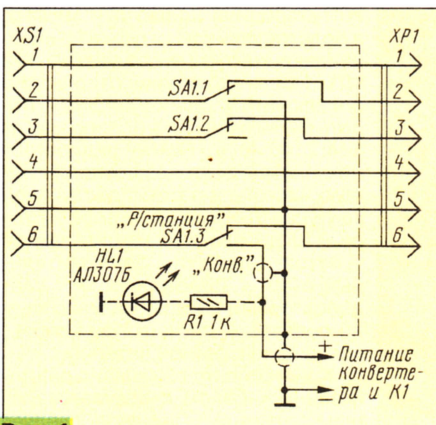 XS1 XP1
1 1
2 SA1.1 2
3 SA1.2 3
4 4
5 5
„Р/станция"
6 SA1.3 6
HL1 „Конв."
АЛ307Б
R1 1к
+ Питание
конверте-
− ра и К1